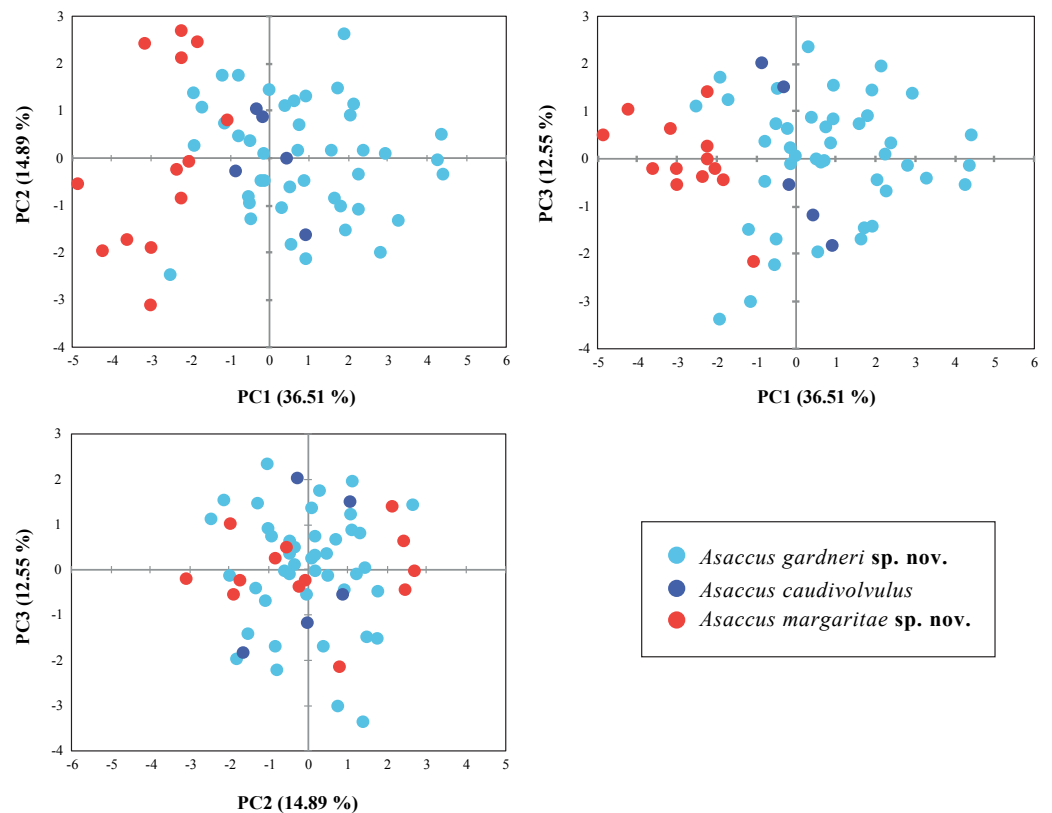 3
2
1
0
-1
-2
-3
-4
PC2 (14.89 %)
-5 -4 -3 -2 -1 0 1 2 3 4 5 6
PC1 (36.51 %)
3
2
1
0
-1
-2
-3
-4
PC3 (12.55 %)
-5 -4 -3 -2 -1 0 1 2 3 4 5 6
PC1 (36.51 %)
3
2
1
0
-1
-2
-3
-4
PC3 (12.55 %)
-6 -5 -4 -3 -2 -1 0 1 2 3 4 5
PC2 (14.89 %)
Asaccus gardneri sp. nov.
Asaccus caudivolvulus
Asaccus margaritae sp. nov.